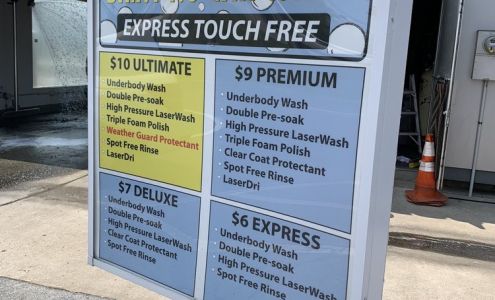 EXPRESS TOUCH FREE
$10 ULTIMATE
Underbody Wash
Double Pre-soak
High Pressure LaserWash
Triple Foam Polish
Weather Guard Protectant
Spot Free Rinse
LaserDri
$9 PREMIUM
Underbody Wash
Double Pre-soak
High Pressure LaserWash
Triple Foam Polish
Clear Coat Protectant
Spot Free Rinse
LaserDri
$7 DELUXE
Underbody Wash
Double Pre-soak
High Pressure LaserWash
Clear Coat Protectant
Spot Free Rinse
$6 EXPRESS
Underbody Wash
Double Pre-soak
High Pressure LaserWash
Spot Free Rinse